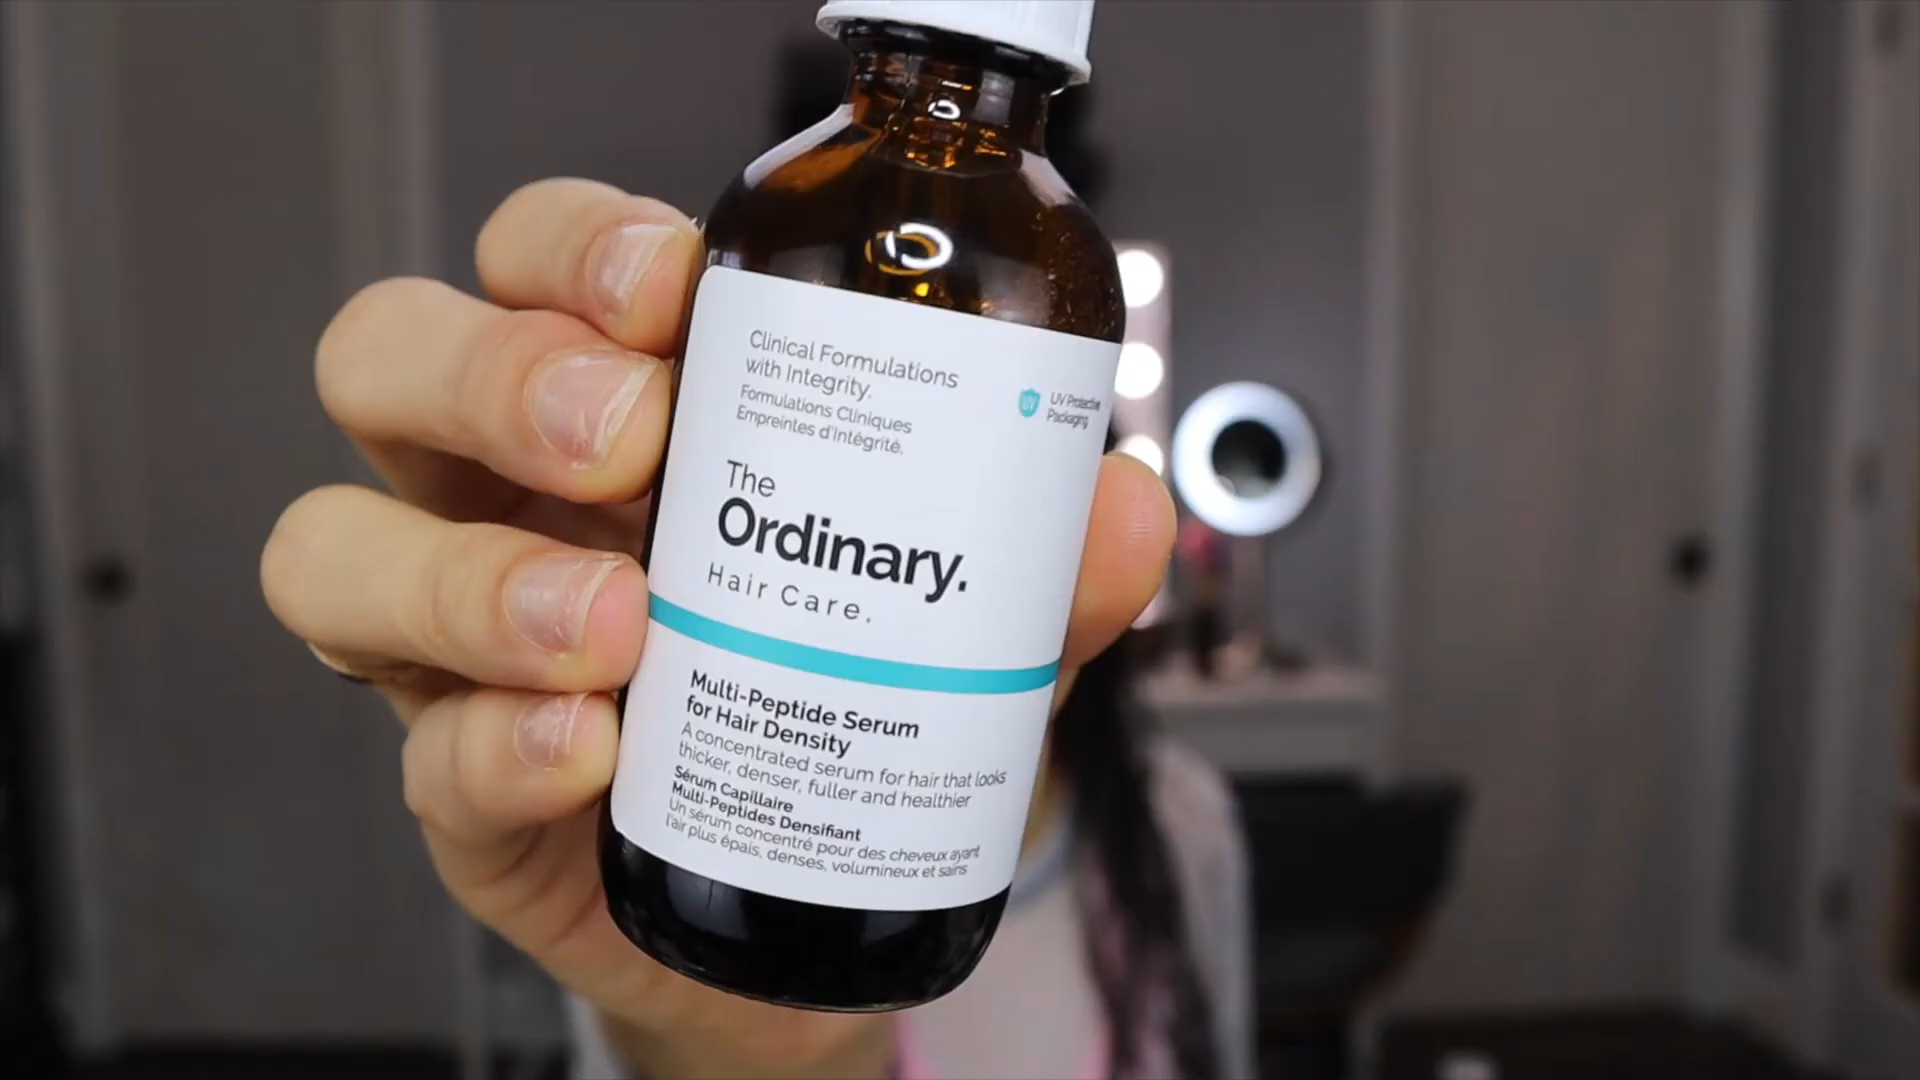 Clinical Formulations
with Integrity.
Formulations Cliniques
Empreintes d'Intégrité.
UV
UV Protective
Packaging
The
Ordinary.
Hair Care.
Multi-Peptide Serum
for Hair Density
A concentrated serum for hair that looks
thicker, denser, fuller and healthier
Sérum Capillaire
Multi-Peptides Densifiant
Un sérum concentré pour des cheveux ayant
l'air plus épais, denses, volumineux et sains